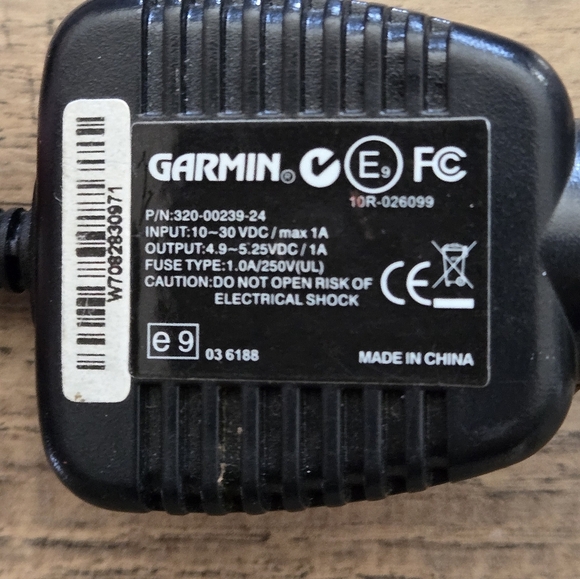 GARMIN® E9 FC
10R-026099
P/N:320-00239-24
INPUT:10~30 VDC / max 1A
OUTPUT:4.9~5.25VDC / 1A
FUSE TYPE:1.0A/250V(UL)
CAUTION:DO NOT OPEN RISK OF
ELECTRICAL SHOCK
CE
e9 03 6188
MADE IN CHINA
W7082830971